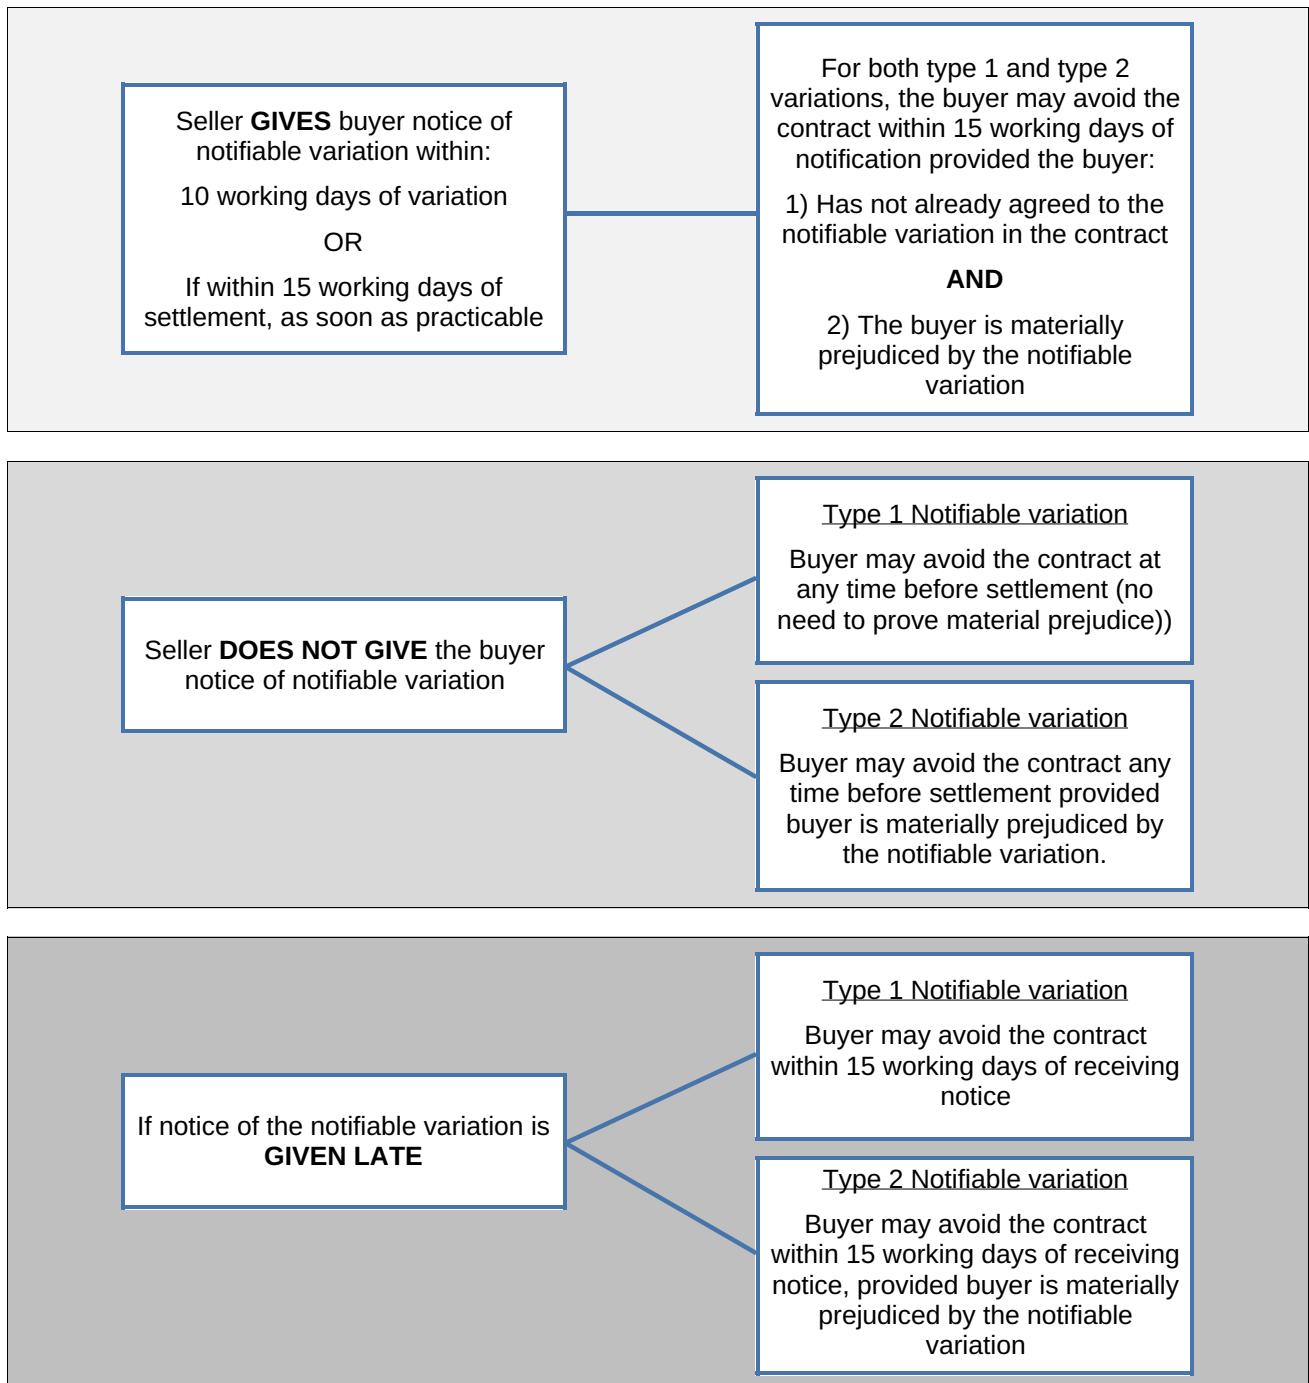 Seller GIVES buyer notice of
notifiable variation within:
10 working days of variation
OR
If within 15 working days of
settlement, as soon as practicable
For both type 1 and type 2
variations, the buyer may avoid the
contract within 15 working days of
notification provided the buyer:
1) Has not already agreed to the
notifiable variation in the contract
AND
2) The buyer is materially
prejudiced by the notifiable
variation
Seller DOES NOT GIVE the buyer
notice of notifiable variation
Type 1 Notifiable variation
Buyer may avoid the contract at
any time before settlement (no
need to prove material prejudice))
Type 2 Notifiable variation
Buyer may avoid the contract any
time before settlement provided
buyer is materially prejudiced by
the notifiable variation.
If notice of the notifiable variation is
GIVEN LATE
Type 1 Notifiable variation
Buyer may avoid the contract
within 15 working days of receiving
notice
Type 2 Notifiable variation
Buyer may avoid the contract
within 15 working days of receiving
notice, provided buyer is materially
prejudiced by the notifiable
variation